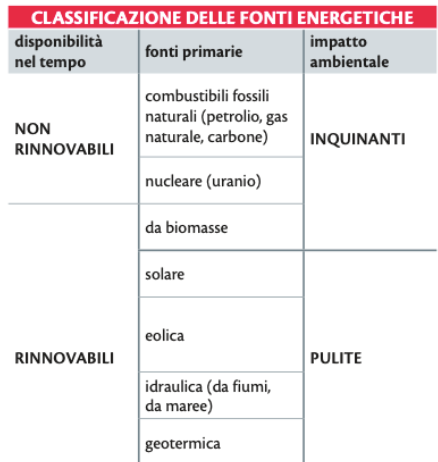 CLASSIFICAZIONE DELLE FONTI ENERGETICHE
disponibilità
nel tempo
fonti primarie
impatto
ambientale
NON
RINNOVABILI
combustibili fossili
naturali (petrolio, gas
naturale, carbone)
nucleare (uranio)
INQUINANTI
da biomasse
solare
eolica
RINNOVABILI
PULITE
idraulica (da fiumi,
da maree)
geotermica